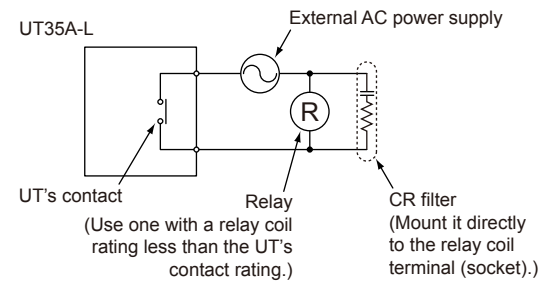 External AC power supply
UT35A-L
R
UT's contact
Relay
(Use one with a relay coil
rating less than the UT's
contact rating.)
CR filter
(Mount it directly
to the relay coil
terminal (socket).)